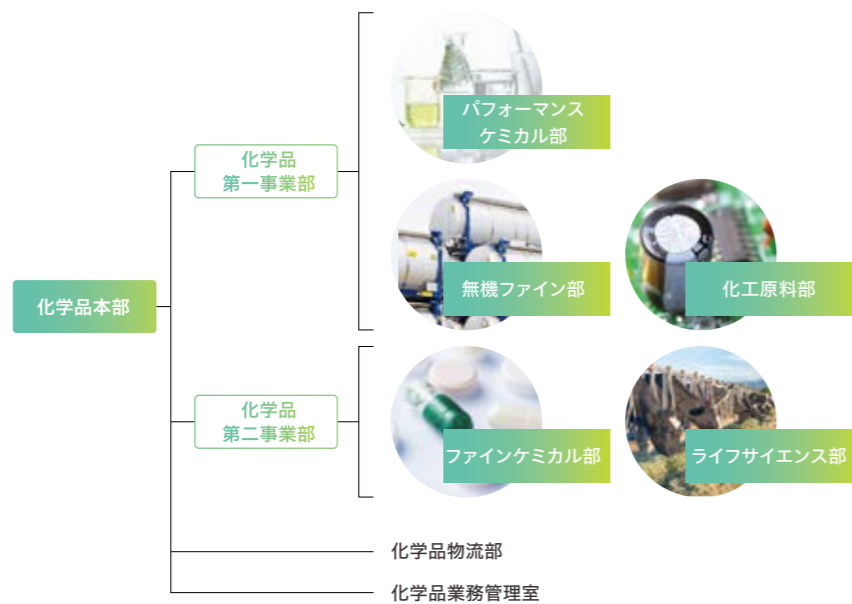 化学品本部
化学品
第一事業部
パフォーマンス
ケミカル部
無機ファイン部
化工原料部
化学品
第二事業部
ファインケミカル部
ライフサイエンス部
化学品物流部
化学品業務管理室